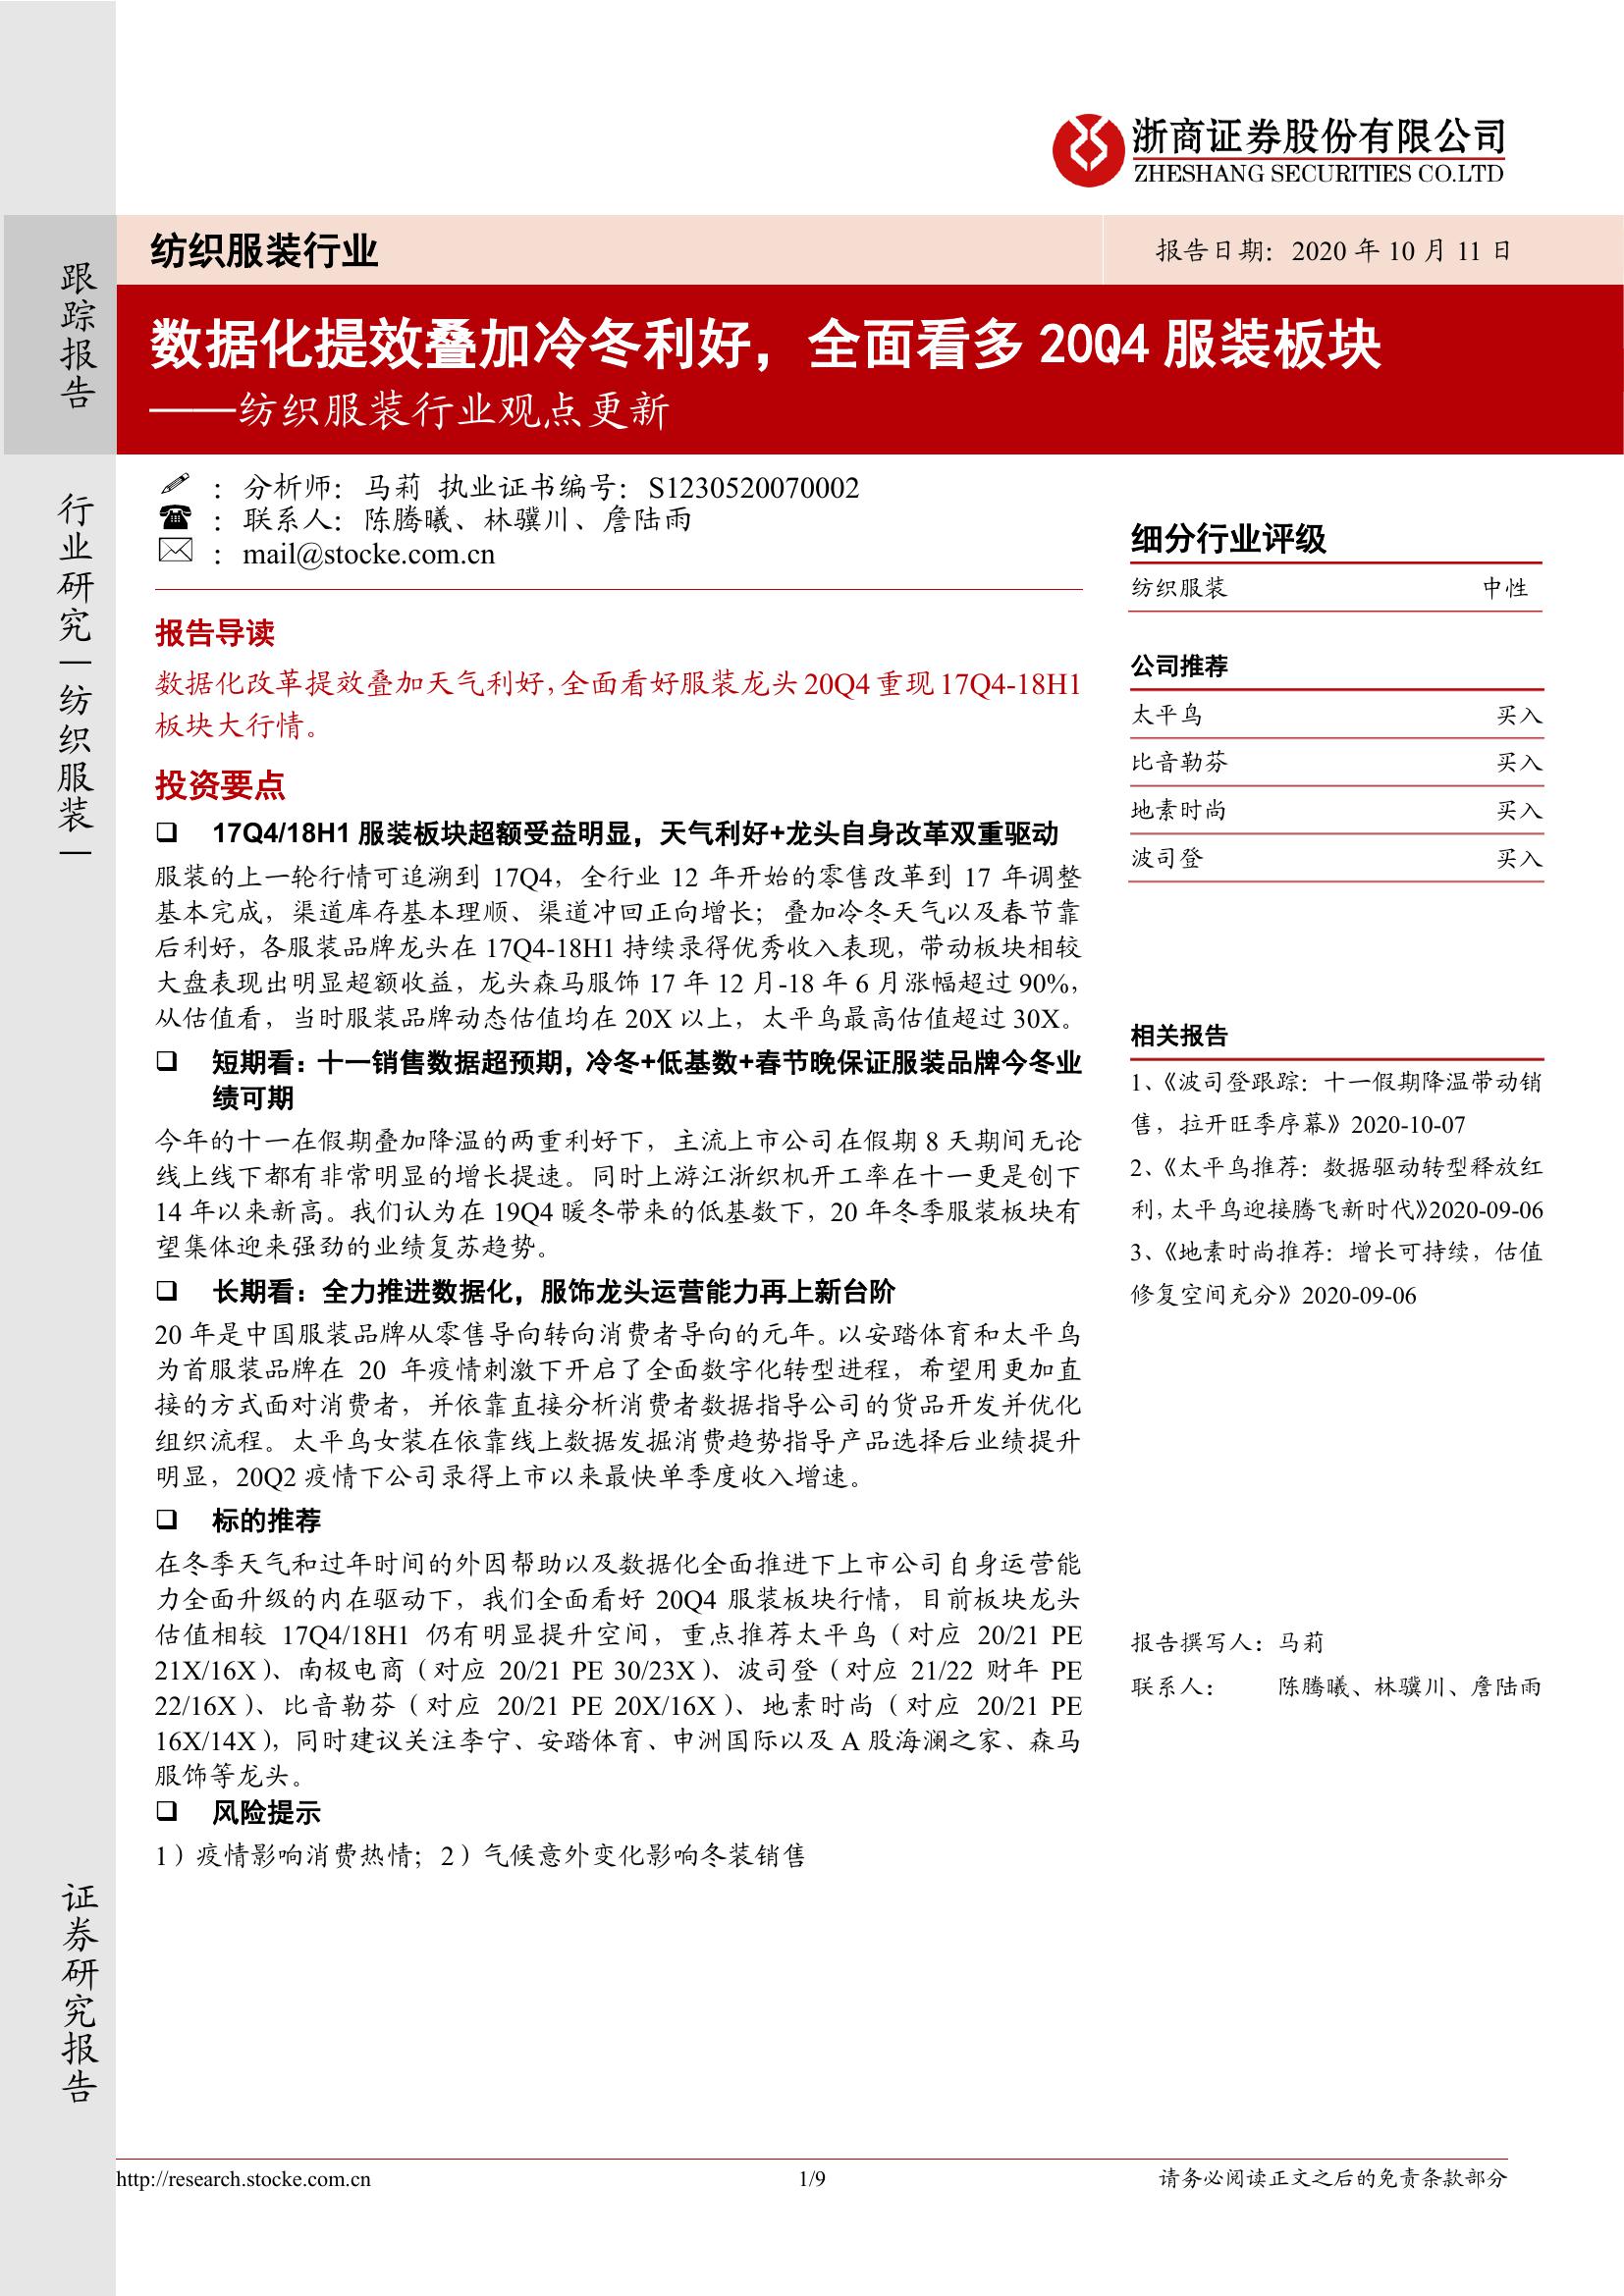 浙商证券股份有限公司
ZHESHANG SECURITIES CO.LTD
跟踪报告
行业研究|纺织服装|
证券研究报告
纺织服装行业
报告日期：2020 年 10 月 11 日
数据化提效叠加冷冬利好，全面看多 20Q4 服装板块
——纺织服装行业观点更新
：分析师：马莉 执业证书编号：S1230520070002
：联系人：陈腾曦、林骥川、詹陆雨
：mail@stocke.com.cn
报告导读
数据化改革提效叠加天气利好，全面看好服装龙头 20Q4 重现 17Q4-18H1
板块大行情。
投资要点
❑ 17Q4/18H1 服装板块超额受益明显，天气利好+龙头自身改革双重驱动
服装的上一轮行情可追溯到 17Q4，全行业 12 年开始的零售改革到 17 年调整
基本完成，渠道库存基本理顺、渠道冲回正向增长；叠加冷冬天气以及春节靠
后利好，各服装品牌龙头在 17Q4-18H1 持续录得优秀收入表现，带动板块相较
大盘表现出明显超额收益，龙头森马服饰 17 年 12 月-18 年 6 月涨幅超过 90%，
从估值看，当时服装品牌动态估值均在 20X 以上，太平鸟最高估值超过 30X。
❑ 短期看：十一销售数据超预期，冷冬+低基数+春节晚保证服装品牌今冬业
绩可期
今年的十一在假期叠加降温的两重利好下，主流上市公司在假期 8 天期间无论
线上线下都有非常明显的增长提速。同时上游江浙织机开工率在十一更是创下
14 年以来新高。我们认为在 19Q4 暖冬带来的低基数下，20 年冬季服装板块有
望集体迎来强劲的业绩复苏趋势。
❑ 长期看：全力推进数据化，服饰龙头运营能力再上新台阶
20 年是中国服装品牌从零售导向转向消费者导向的元年。以安踏体育和太平鸟
为首服装品牌在 20 年疫情刺激下开启了全面数字化转型进程，希望用更加直
接的方式面对消费者，并依靠直接分析消费者数据指导公司的货品开发并优化
组织流程。太平鸟女装在依靠线上数据发掘消费趋势指导产品选择后业绩提升
明显，20Q2 疫情下公司录得上市以来最快单季度收入增速。
❑ 标的推荐
在冬季天气和过年时间的外因帮助以及数据化全面推进下上市公司自身运营能
力全面升级的内在驱动下，我们全面看好 20Q4 服装板块行情，目前板块龙头
估值相较 17Q4/18H1 仍有明显提升空间，重点推荐太平鸟（对应 20/21 PE
21X/16X）、南极电商（对应 20/21 PE 30/23X）、波司登（对应 21/22 财年 PE
22/16X）、比音勒芬（对应 20/21 PE 20X/16X）、地素时尚（对应 20/21 PE
16X/14X），同时建议关注李宁、安踏体育、申洲国际以及 A 股海澜之家、森马
服饰等龙头。
❑ 风险提示
1）疫情影响消费热情；2）气候意外变化影响冬装销售
细分行业评级
纺织服装 中性
公司推荐
太平鸟 买入
比音勒芬 买入
地素时尚 买入
波司登 买入
相关报告
1、《波司登跟踪：十一假期降温带动销
售，拉开旺季序幕》2020-10-07
2、《太平鸟推荐：数据驱动转型释放红
利，太平鸟迎接腾飞新时代》2020-09-06
3、《地素时尚推荐：增长可持续，估值
修复空间充分》2020-09-06
报告撰写人：马莉
联系人： 陈腾曦、林骥川、詹陆雨
http://research.stocke.com.cn
1/9
请务必阅读正文之后的免责条款部分